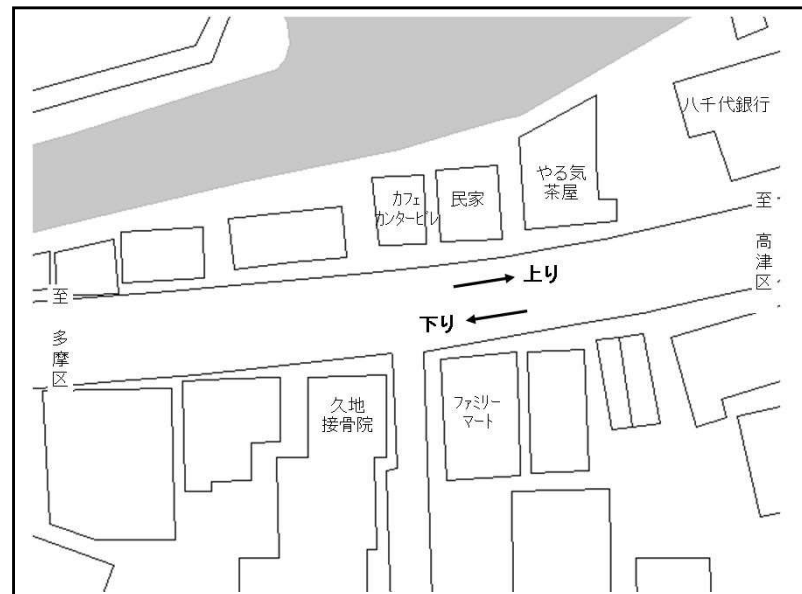 八千代銀行
やる気
茶屋
カフェ
カンタービレ
民家
至
高
津
区
上り
下り
至
多
摩
区
久地
接骨院
ファミリー
マート